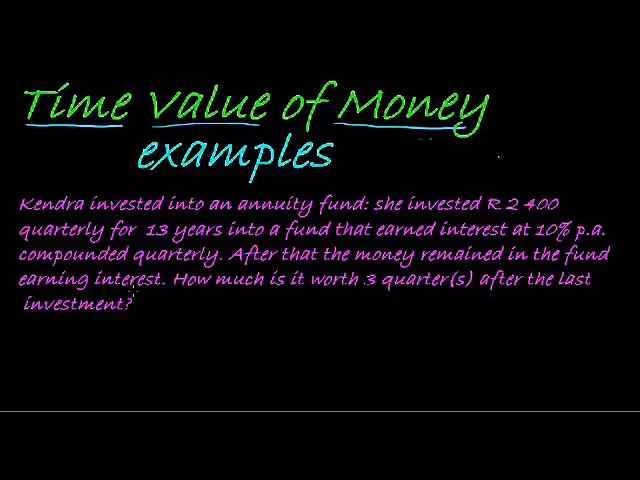 Time Value of Money
examples
Kendra invested into an annuity fund: she invested R 2 400
quarterly for 13 years into a fund that earned interest at 10% p.a.
compounded quarterly. After that the money remained in the fund
earning interest. How much is it worth 3 quarter(s) after the last
investment?